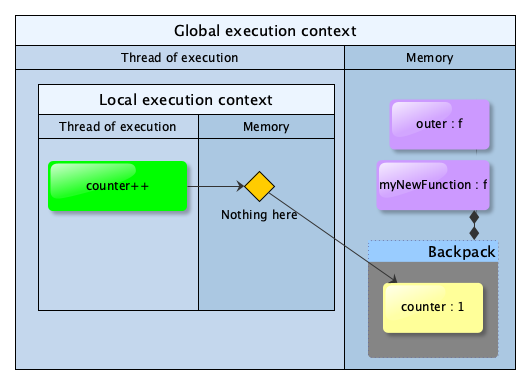 Global execution context
Thread of execution
Memory
Local execution context
Thread of execution
Memory
outer : f
myNewFunction : f
counter++
Nothing here
Backpack
counter : 1